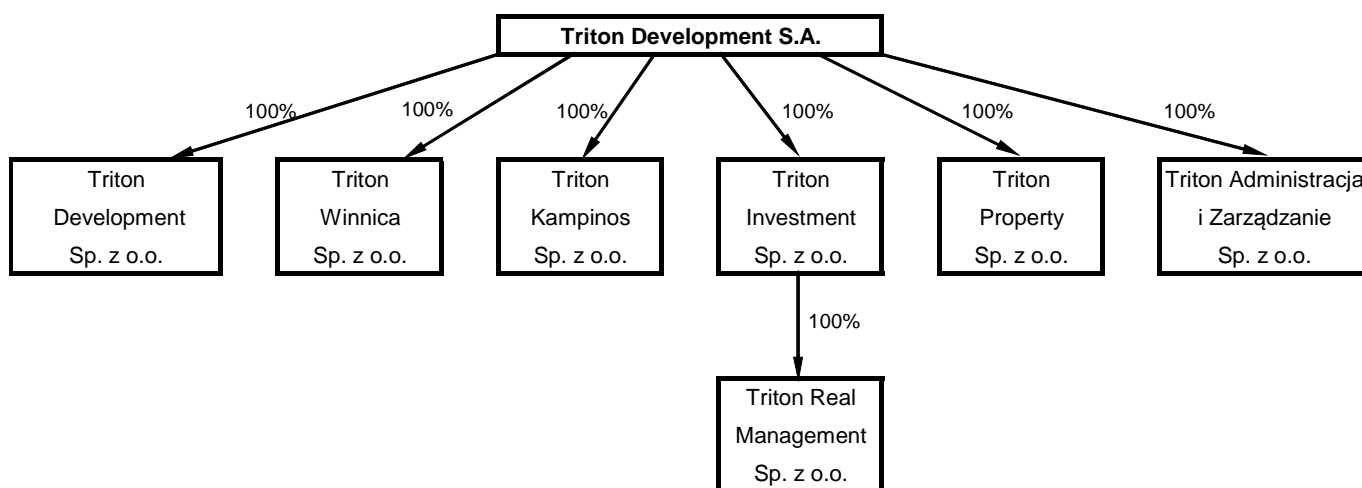 Triton Development S.A.
100%
100%
100%
100%
100%
100%
Triton
Development
Sp. z o.o.
Triton
Winnica
Sp. z o.o.
Triton
Kampinos
Sp. z o.o.
Triton
Investment
Sp. z o.o.
Triton
Property
Sp. z o.o.
Triton Administracja
i Zarządzanie
Sp. z o.o.
100%
Triton Real
Management
Sp. z o.o.